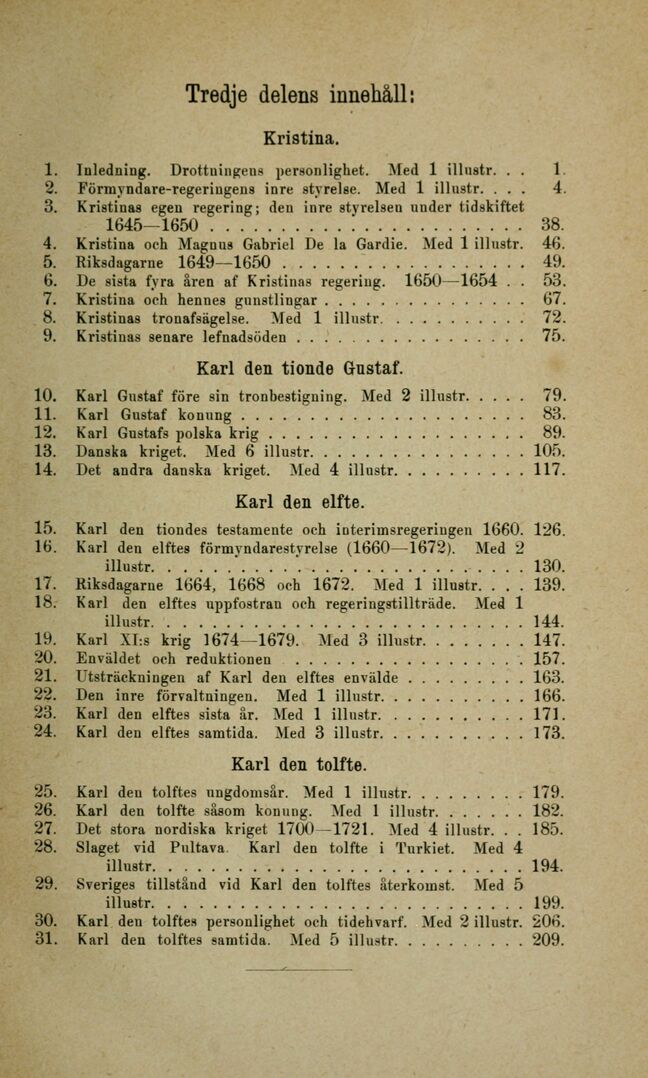 Tredje delens innehåll:
Kristina.
1. Inledning. Drottningens personlighet. Med 1 illustr. . . 1.
2. Förmyndare-regeringens inre styrelse. Med 1 illustr. . . . 4.
3. Kristinas egen regering; den inre styrelsen under tidskiftet
1645—1650 . . . . . . . . . . . . . . . . . . . . . . 38.
4. Kristina och Magnus Gabriel De la Gardie. Med 1 illustr. 46.
5. Riksdagarne 1649—1650 . . . . . . . . . . . . . . . . . 49.
6. De sista fyra åren af Kristinas regering. 1650—1654 . . 53.
7. Kristina och hennes gunstlingar . . . . . . . . . . . . . . 67.
8. Kristinas tronafsägelse. Med 1 illustr. . . . . . . . . . . 72.
9. Kristinas senare lefnadsöden . . . . . . . . . . . . . . . . 75.
Karl den tionde Gustaf.
10. Karl Gustaf före sin tronbestigning. Med 2 illustr. . . . . 79.
11. Karl Gustaf konung . . . . . . . . . . . . . . . . . . . . 83.
12. Karl Gustafs polska krig . . . . . . . . . . . . . . . . . . 89.
13. Danska kriget. Med 6 illustr. . . . . . . . . . . . . . . . 105.
14. Det andra danska kriget. Med 4 illustr. . . . . . . . . . 117.
Karl den elfte.
15. Karl den tiondes testamente och interimsregeringen 1660. 126.
16. Karl den elftes förmyndarestyrelse (1660—1672). Med 2
illustr. . . . . . . . . . . . . . . . . . . . . . . . . . 130.
17. Riksdagarne 1664, 1668 och 1672. Med 1 illustr. . . . 139.
18. Karl den elftes uppfostran och regeringstillträde. Med 1
illustr. . . . . . . . . . . . . . . . . . . . . . . . . . 144.
19. Karl XI:s krig 1674—1679. Med 3 illustr. . . . . . . . 147.
20. Enväldet och reduktionen . . . . . . . . . . . . . . . . 157.
21. Utsträckningen af Karl den elftes envälde . . . . . . . . 163.
22. Den inre förvaltningen. Med 1 illustr. . . . . . . . . . . 166.
23. Karl den elftes sista år. Med 1 illustr. . . . . . . . . . . 171.
24. Karl den elftes samtida. Med 3 illustr. . . . . . . . . . . 173.
Karl den tolfte.
25. Karl den tolftes ungdomsår. Med 1 illustr. . . . . . . . . 179.
26. Karl den tolfte såsom konung. Med 1 illustr. . . . . . . 182.
27. Det stora nordiska kriget 1700—1721. Med 4 illustr. . . 185.
28. Slaget vid Pultava. Karl den tolfte i Turkiet. Med 4
illustr. . . . . . . . . . . . . . . . . . . . . . . . . . 194.
29. Sveriges tillstånd vid Karl den tolftes återkomst. Med 5
illustr. . . . . . . . . . . . . . . . . . . . . . . . . . 199.
30. Karl den tolftes personlighet och tidehvarf. Med 2 illustr. 206.
31. Karl den tolftes samtida. Med 5 illustr. . . . . . . . . . 209.